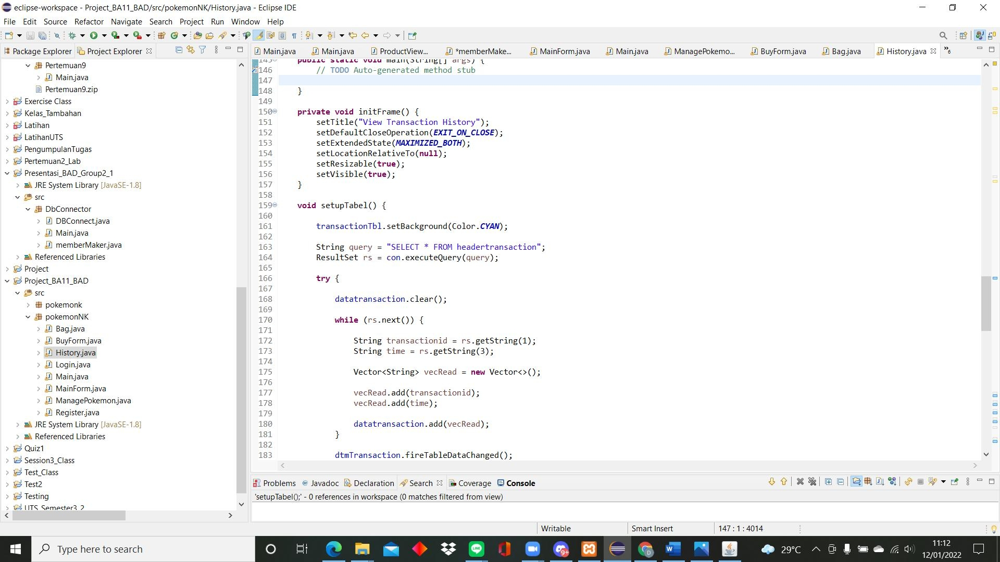 eclipse-workspace - Project_BA11_BAD/src/pokemonNK/History.java - Eclipse IDE
File Edit Source Refactor Navigate Search Project Run Window Help
Package Explorer Project Explorer
Main.java Main.java ProductView... *memberMake... MainForm.java Main.java ManagePokemo... BuyForm.java Bag.java History.java »6
Pertemuan9
Main.java
Pertemuan9.zip
Exercise Class
Kelas_Tambahan
Latihan
LatihanUTS
PengumpulanTugas
Pertemuan2_Lab
Presentasi_BAD_Group2_1
JRE System Library [JavaSE-1.8]
src
DbConnector
DBConnect.java
Main.java
memberMaker.java
Referenced Libraries
Project
Project_BA11_BAD
src
pokemonk
pokemonNK
Bag.java
BuyForm.java
History.java
Login.java
Main.java
MainForm.java
ManagePokemon.java
Register.java
JRE System Library [JavaSE-1.8]
Referenced Libraries
Quiz1
Session3_Class
Test_Class
Test2
Testing
UTS_Semester3_2
145 public static void main(String[] args) {
146 // TODO Auto-generated method stub
147
148 }
149
150 private void initFrame() {
151 setTitle("View Transaction History");
152 setDefaultCloseOperation(EXIT_ON_CLOSE);
153 setExtendedState(MAXIMIZED_BOTH);
154 setLocationRelativeTo(null);
155 setResizable(true);
156 setVisible(true);
157 }
158
159 void setupTabel() {
160
161 transactionTbl.setBackground(Color.CYAN);
162
163 String query = "SELECT * FROM headertransaction";
164 ResultSet rs = con.executeQuery(query);
165
166 try {
167
168 datatransaction.clear();
169
170 while (rs.next()) {
171
172 String transactionid = rs.getString(1);
173 String time = rs.getString(3);
174
175 Vector<String> vecRead = new Vector<>();
176
177 vecRead.add(transactionid);
178 vecRead.add(time);
179
180 datatransaction.add(vecRead);
181 }
182
183 dtmTransaction.fireTableDataChanged();
Problems @ Javadoc Declaration Search Coverage Console
'setupTabel();' - 0 references in workspace (0 matches filtered from view)
Writable Smart Insert 147 : 1 : 4014
Type here to search
LINE
9+
D
29°C
11:12
12/01/2022